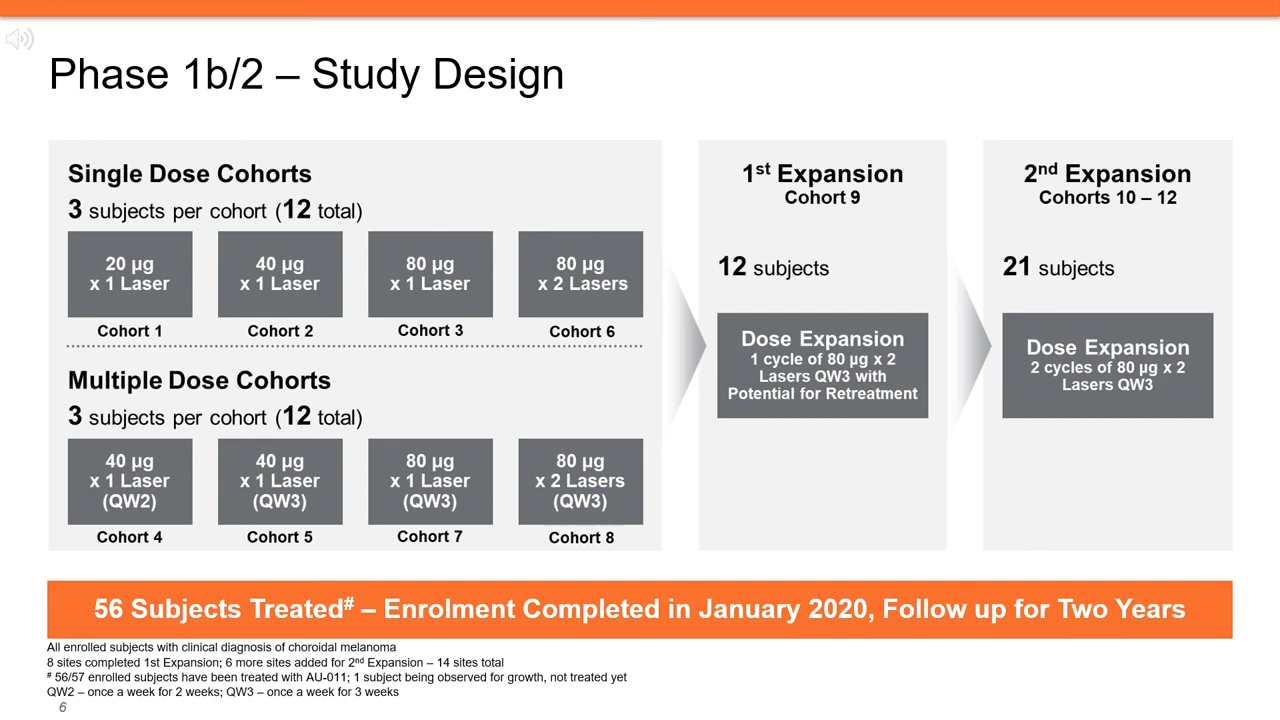 Phase 1b/2 – Study Design
Single Dose Cohorts
3 subjects per cohort (12 total)
20 µg
x 1 Laser
Cohort 1
40 µg
x 1 Laser
Cohort 2
80 µg
x 1 Laser
Cohort 3
80 µg
x 2 Lasers
Cohort 6
Multiple Dose Cohorts
3 subjects per cohort (12 total)
40 µg
x 1 Laser
(QW2)
Cohort 4
40 µg
x 1 Laser
(QW3)
Cohort 5
80 µg
x 1 Laser
(QW3)
Cohort 7
80 µg
x 2 Lasers
(QW3)
Cohort 8
1st Expansion
Cohort 9
12 subjects
Dose Expansion
1 cycle of 80 µg x 2
Lasers QW3 with
Potential for Retreatment
2nd Expansion
Cohorts 10 – 12
21 subjects
Dose Expansion
2 cycles of 80 µg x 2
Lasers QW3
56 Subjects Treated# – Enrolment Completed in January 2020, Follow up for Two Years
All enrolled subjects with clinical diagnosis of choroidal melanoma
8 sites completed 1st Expansion; 6 more sites added for 2nd Expansion – 14 sites total
# 56/57 enrolled subjects have been treated with AU-011; 1 subject being observed for growth, not treated yet
QW2 – once a week for 2 weeks; QW3 – once a week for 3 weeks
6